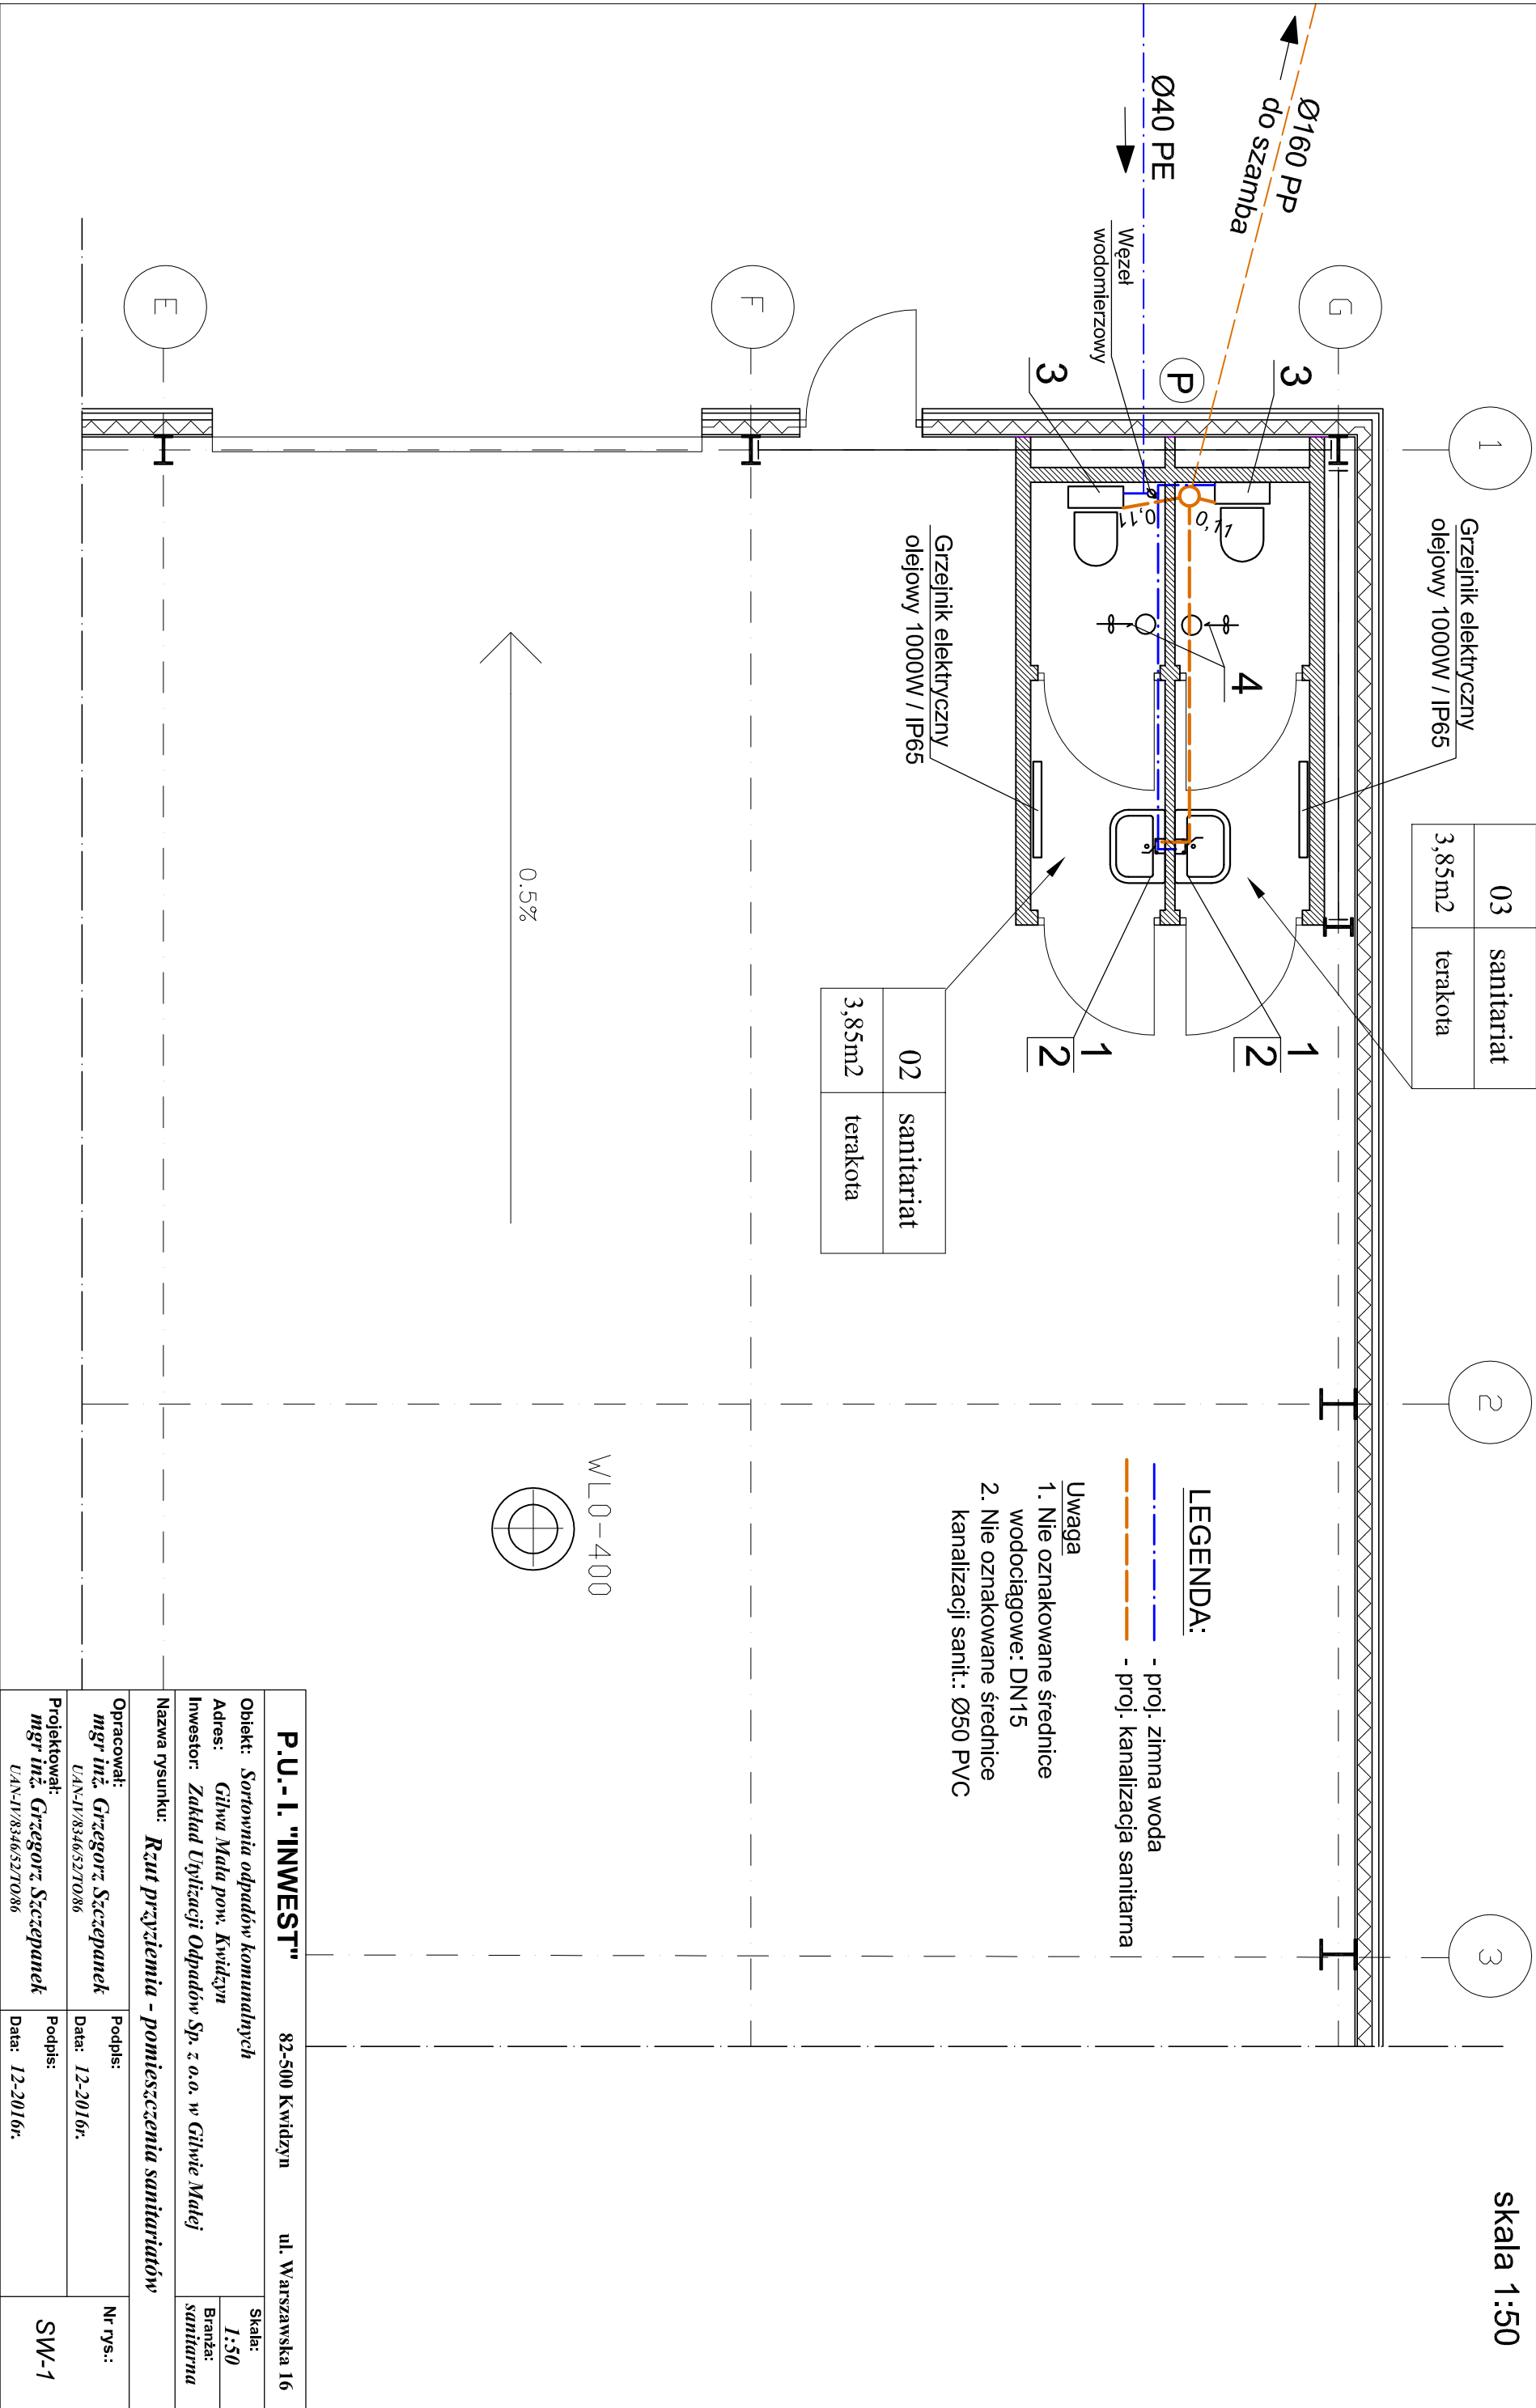 skala 1:50
1
2
3
G
F
E
03 sanitariat
3,85m2 terakota
Grzejnik elektryczny
olejowy 1000W / IP65
Ø160 PP
do szamba
Ø40 PE
Węzeł
wodomierzowy
P
3
3
0,11
0,11
4
1
2
1
2
Grzejnik elektryczny
olejowy 1000W / IP65
02 sanitariat
3,85m2 terakota
0.5%
WLO-400
LEGENDA:
- proj. zimna woda
- proj. kanalizacja sanitarna
Uwaga
1. Nie oznakowane średnice
wodociągowe: DN15
2. Nie oznakowane średnice
kanalizacji sanit.: Ø50 PVC
P.U.- I. "INWEST" 82-500 Kwidzyn ul. Warszawska 16
Obiekt: Sortownia odpadów komunalnych
Adres: Gilwa Mała pow. Kwidzyn
Inwestor: Zakład Utylizacji Odpadów Sp. z o.o. w Gilwie Małej
Skala:
1:50
Branża:
sanitarna
Nazwa rysunku: Rzut przyziemia - pomieszczenia sanitariatów
Opracował:
mgr inż. Grzegorz Szczepanek
UAN-IV/8346/52/TO/86
Podpis:
Data: 12-2016r.
Projektował:
mgr inż. Grzegorz Szczepanek
UAN-IV/8346/52/TO/86
Podpis:
Data: 12-2016r.
Nr rys.:
SW-1